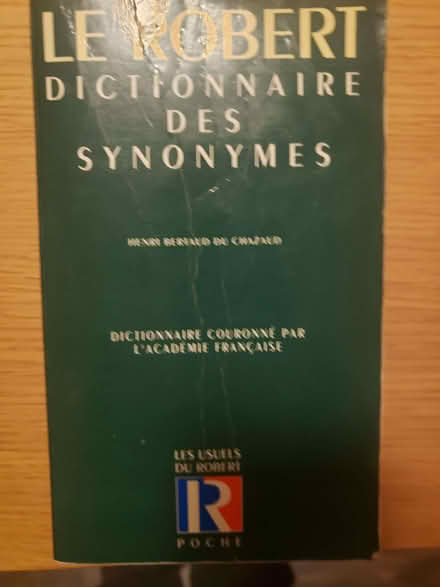 LE ROBERT
DICTIONNAIRE
DES
SYNONYMES
HENRI BERTAUD DU CHAZAUD
DICTIONNAIRE COURONNÉ PAR
L'ACADÉMIE FRANÇAISE
LES USUELS
DU ROBERT
R
POCHE